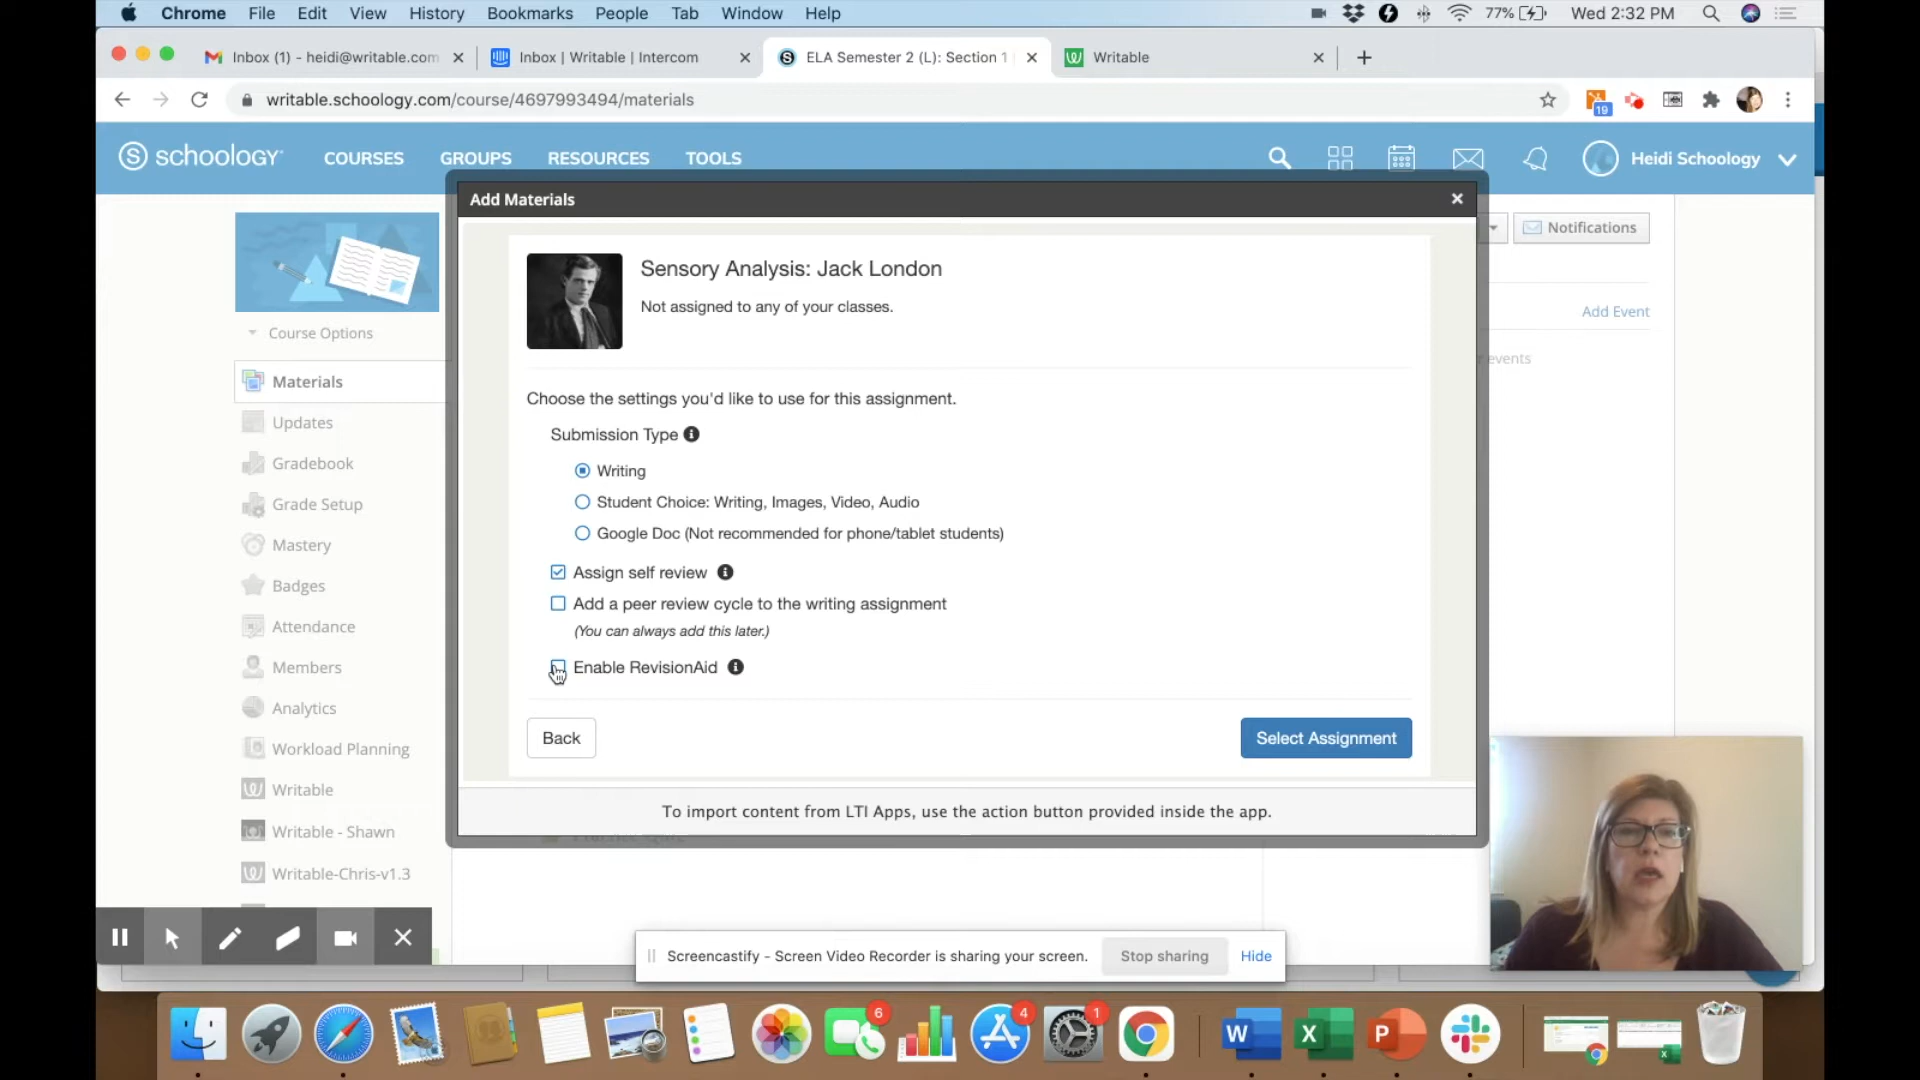 Chrome File Edit View History Bookmarks People Tab Window Help
77% Wed 2:32 PM
Inbox (1) - heidi@writable.com
Inbox | Writable | Intercom
ELA Semester 2 (L): Section 1
Writable
writable.schoology.com/course/4697993494/materials
19
schoology COURSES GROUPS RESOURCES TOOLS Heidi Schoology
Add Materials
Notifications
Add Event
events
Course Options
Materials
Updates
Gradebook
Grade Setup
Mastery
Badges
Attendance
Members
Analytics
Workload Planning
Writable
Writable - Shawn
Writable-Chris-v1.3
Sensory Analysis: Jack London
Not assigned to any of your classes.
Choose the settings you'd like to use for this assignment.
Submission Type
Writing
Student Choice: Writing, Images, Video, Audio
Google Doc (Not recommended for phone/tablet students)
Assign self review
Add a peer review cycle to the writing assignment
(You can always add this later.)
Enable RevisionAid
Back
Select Assignment
To import content from LTI Apps, use the action button provided inside the app.
Screencastify - Screen Video Recorder is sharing your screen. Stop sharing Hide
6
4
1
W
X
P